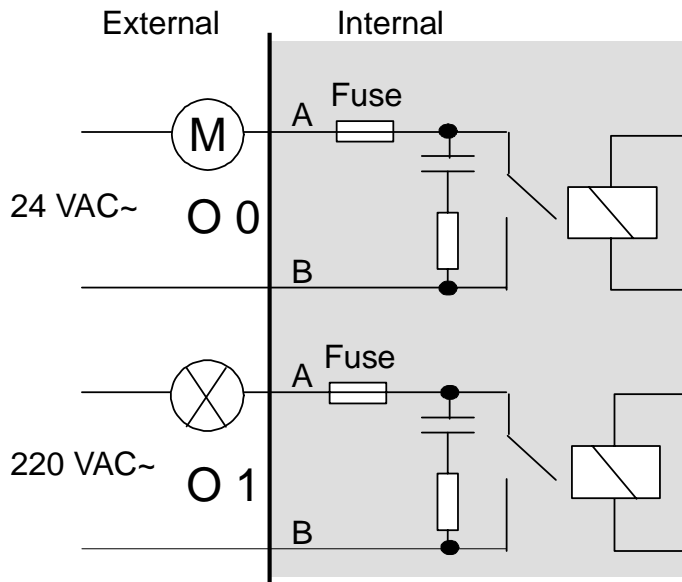 External Internal
Fuse
A
M
24 VAC~
O 0
B
Fuse
A
220 VAC~
O 1
B